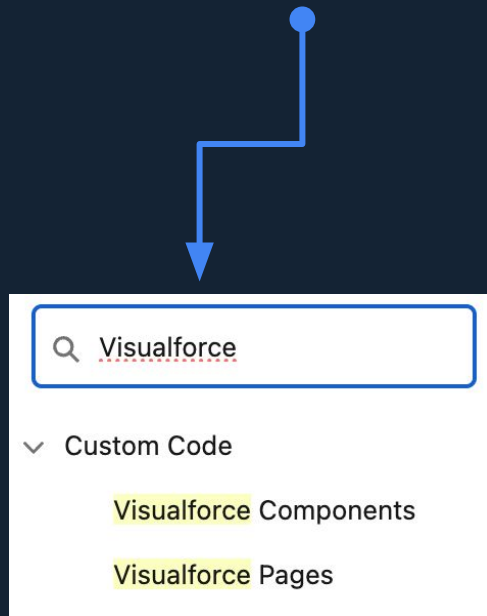 Visualforce
Custom Code
Visualforce Components
Visualforce Pages